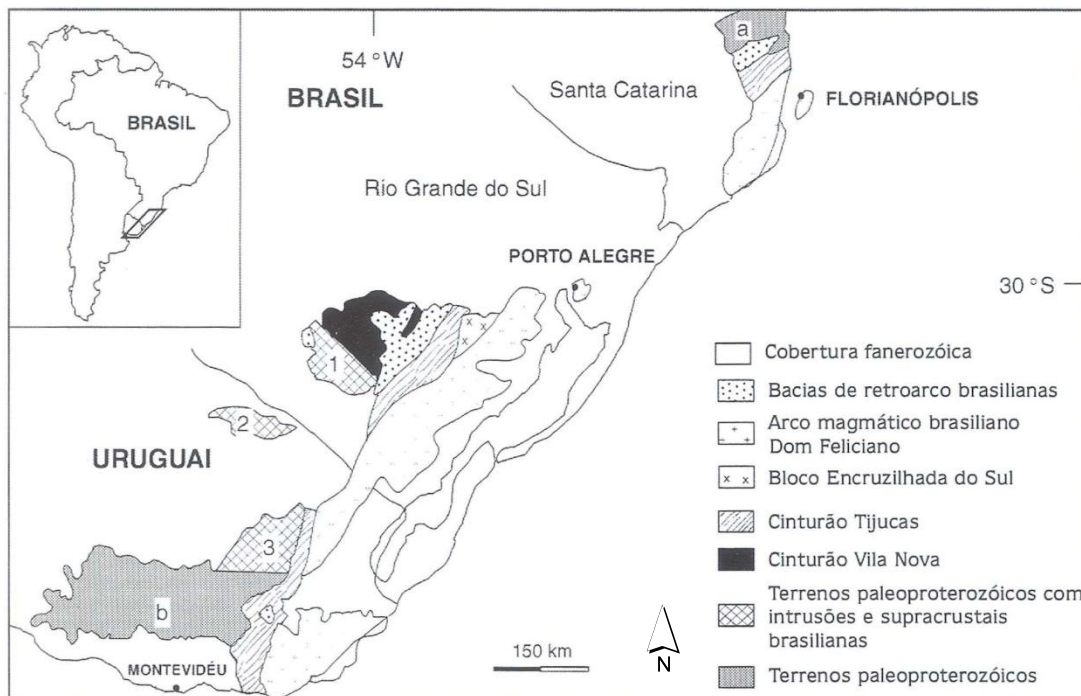 a
54 °W
BRASIL
Santa Catarina
FLORIANÓPOLIS
BRASIL
Rio Grande do Sul
PORTO ALEGRE
30 °S
1
x x
x
2
URUGUAI
3
b
MONTEVIDÉU
150 km
N
Cobertura fanerozóica
Bacias de retroarco brasilianas
Arco magmático brasiliano
Dom Feliciano
Bloco Encruzilhada do Sul
Cinturão Tijucas
Cinturão Vila Nova
Terrenos paleoproterozóicos com
intrusões e supracrustais
brasilianas
Terrenos paleoproterozóicos